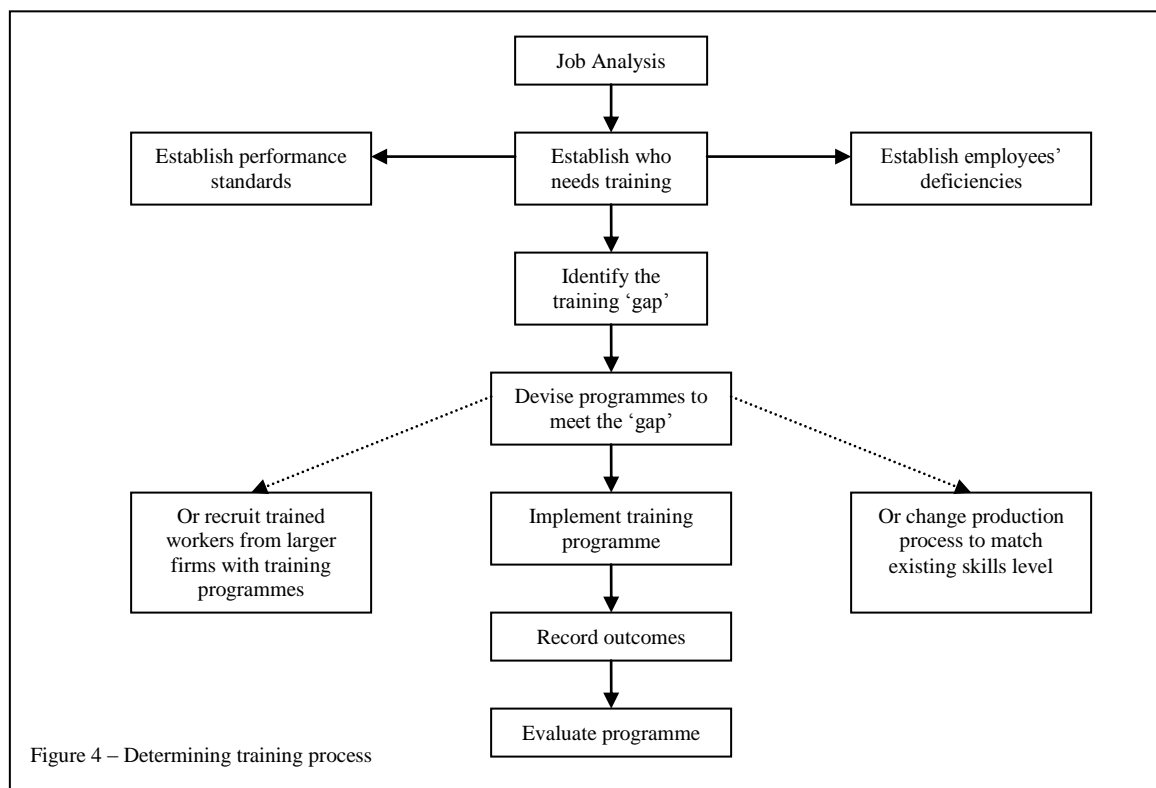 Job Analysis
Establish performance
standards
Establish who
needs training
Establish employees’
deficiencies
Identify the
training ‘gap’
Devise programmes to
meet the ‘gap’
Or recruit trained
workers from larger
firms with training
programmes
Implement training
programme
Or change production
process to match
existing skills level
Record outcomes
Evaluate programme
Figure 4 – Determining training process